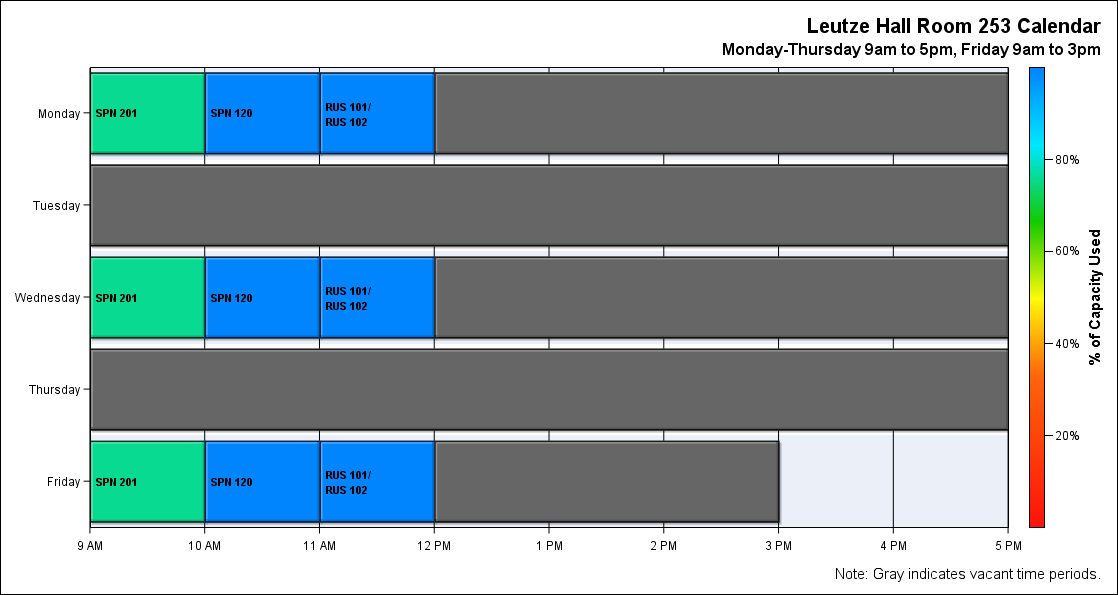 Leutze Hall Room 253 Calendar
Monday-Thursday 9am to 5pm, Friday 9am to 3pm
Monday
SPN 201
SPN 120
RUS 101/
RUS 102
Tuesday
Wednesday
SPN 201
SPN 120
RUS 101/
RUS 102
Thursday
Friday
SPN 201
SPN 120
RUS 101/
RUS 102
9 AM
10 AM
11 AM
12 PM
1 PM
2 PM
3 PM
4 PM
5 PM
80%
60%
40%
20%
% of Capacity Used
Note: Gray indicates vacant time periods.